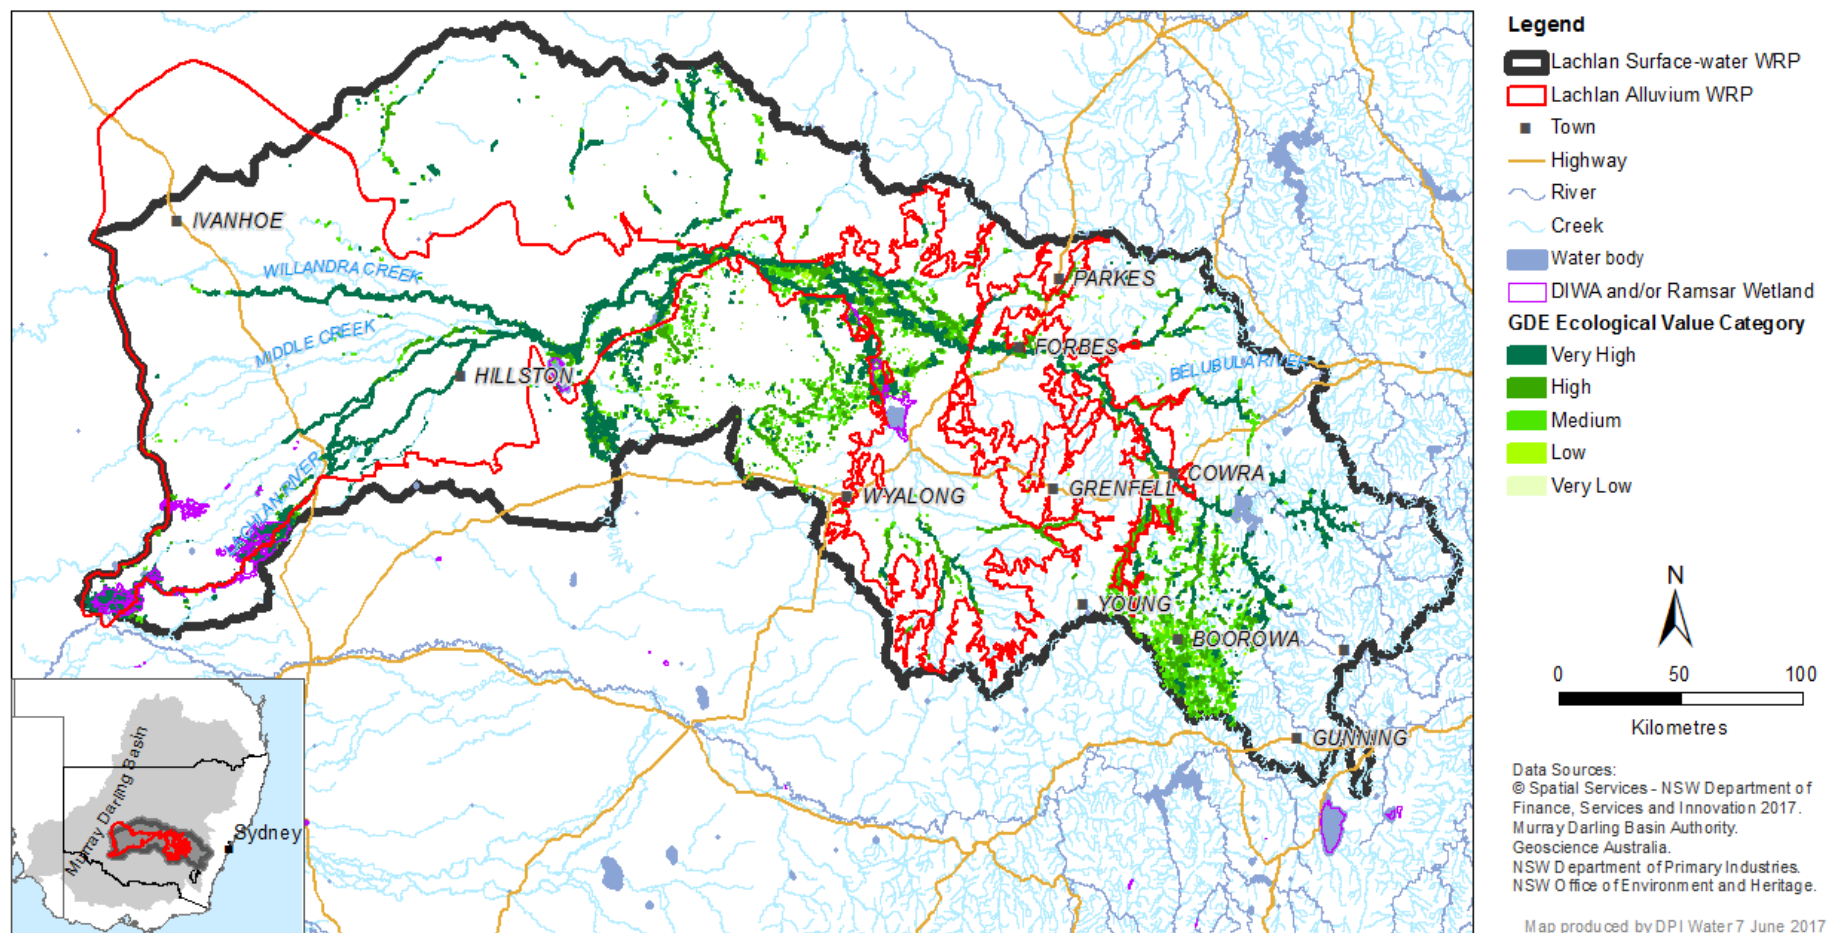 IVANHOE
WILLANDRA CREEK
MIDDLE CREEK
HILLSTON
LACHLAN RIVER
PARKES
FORBES
BELUBULA RIVER
WYALONG
GRENFELL
COWRA
YOUNG
BOOROWA
GUNNING
Murray Darling Basin
Sydney
Legend
Lachlan Surface-water WRP
Lachlan Alluvium WRP
Town
Highway
River
Creek
Water body
DIWA and/or Ramsar Wetland
GDE Ecological Value Category
Very High
High
Medium
Low
Very Low
N
0 50 100
Kilometres
Data Sources:
© Spatial Services - NSW Department of
Finance, Services and Innovation 2017.
Murray Darling Basin Authority.
Geoscience Australia.
NSW Department of Primary Industries.
NSW Office of Environment and Heritage.
Map produced by DPI Water 7 June 2017